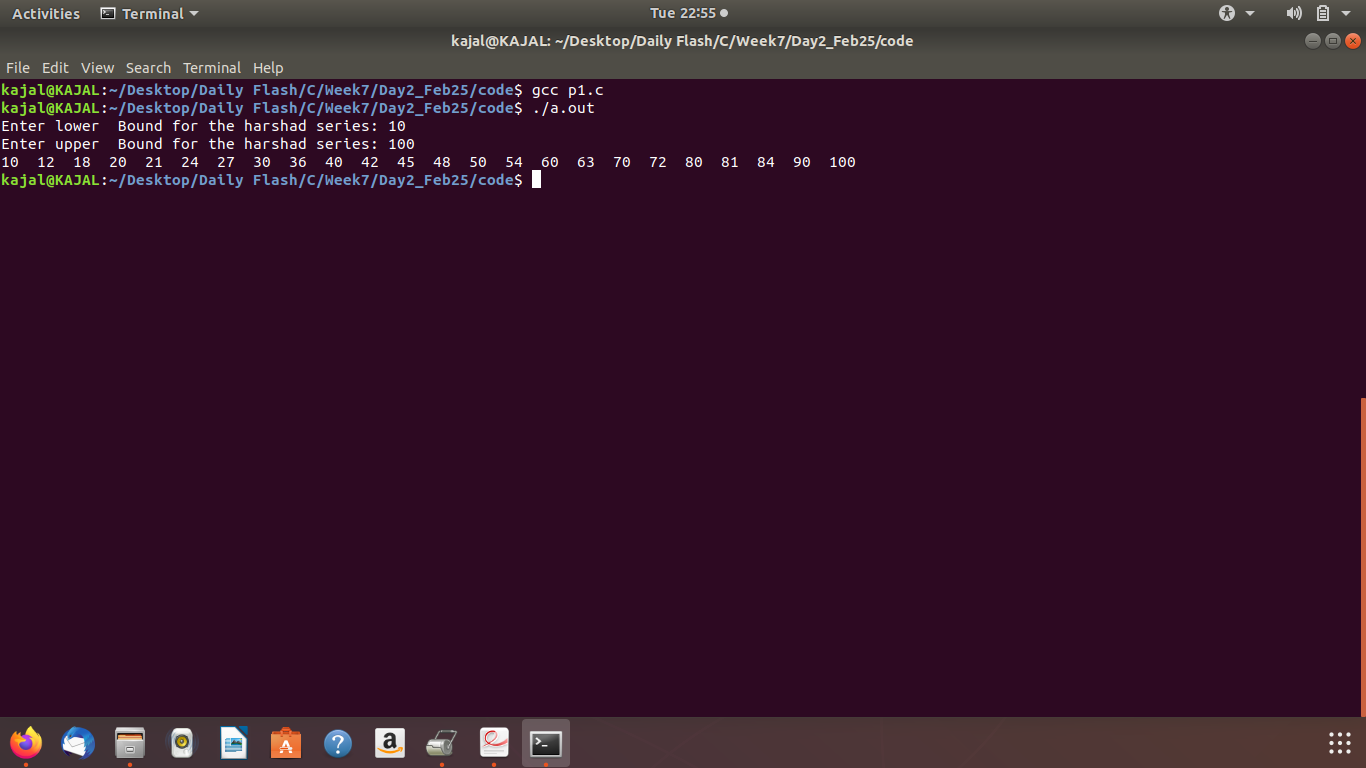 Activities Terminal Tue 22:55
kajal@KAJAL: ~/Desktop/Daily Flash/C/Week7/Day2_Feb25/code
File Edit View Search Terminal Help
kajal@KAJAL:~/Desktop/Daily Flash/C/Week7/Day2_Feb25/code$ gcc p1.c
kajal@KAJAL:~/Desktop/Daily Flash/C/Week7/Day2_Feb25/code$ ./a.out
Enter lower  Bound for the harshad series: 10
Enter upper  Bound for the harshad series: 100
10  12  18  20  21  24  27  30  36  40  42  45  48  50  54  60  63  70  72  80  81  84  90  100
kajal@KAJAL:~/Desktop/Daily Flash/C/Week7/Day2_Feb25/code$